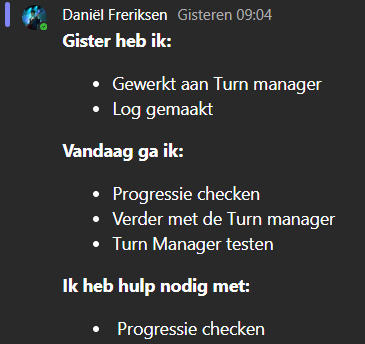 Daniël Freriksen Gisteren 09:04
Gister heb ik:
• Gewerkt aan Turn manager
• Log gemaakt
Vandaag ga ik:
• Progressie checken
• Verder met de Turn manager
• Turn Manager testen
Ik heb hulp nodig met:
• Progressie checken